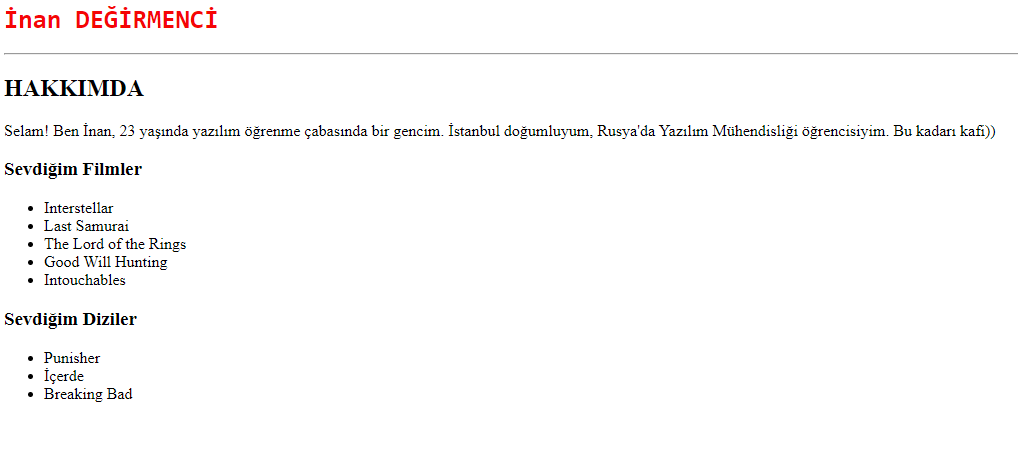 İnan DEĞİRMENCİ
HAKKIMDA
Selam! Ben İnan, 23 yaşında yazılım öğrenme çabasında bir gencim. İstanbul doğumluyum, Rusya'da Yazılım Mühendisliği öğrencisiyim. Bu kadarı kafi))
Sevdiğim Filmler
Interstellar
Last Samurai
The Lord of the Rings
Good Will Hunting
Intouchables
Sevdiğim Diziler
Punisher
İçerde
Breaking Bad